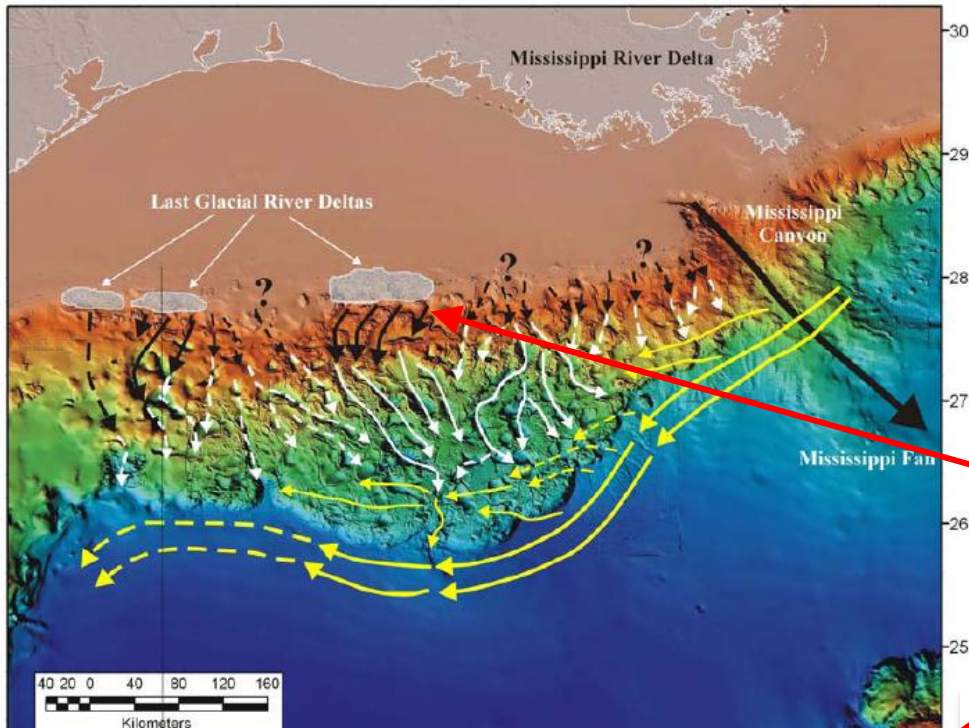 30
Mississippi River Delta
29
Last Glacial River Deltas
Mississippi
Canyon
?
?
?
28
27
Mississippi Fan
26
25
40 20 0 40 80 120 160
Kilometers